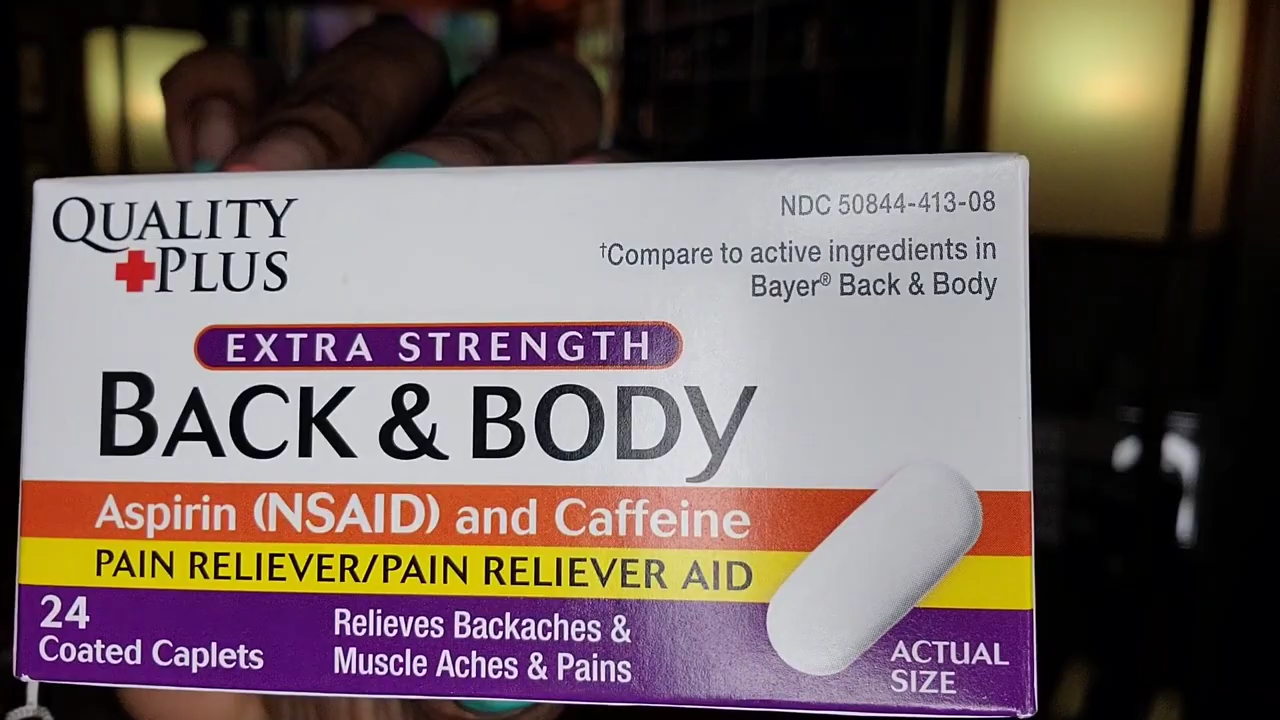 QUALITY
PLUS
NDC 50844-413-08
†Compare to active ingredients in
Bayer® Back & Body
EXTRA STRENGTH
BACK & BODY
Aspirin (NSAID) and Caffeine
PAIN RELIEVER/PAIN RELIEVER AID
24
Coated Caplets
Relieves Backaches &
Muscle Aches & Pains
ACTUAL
SIZE